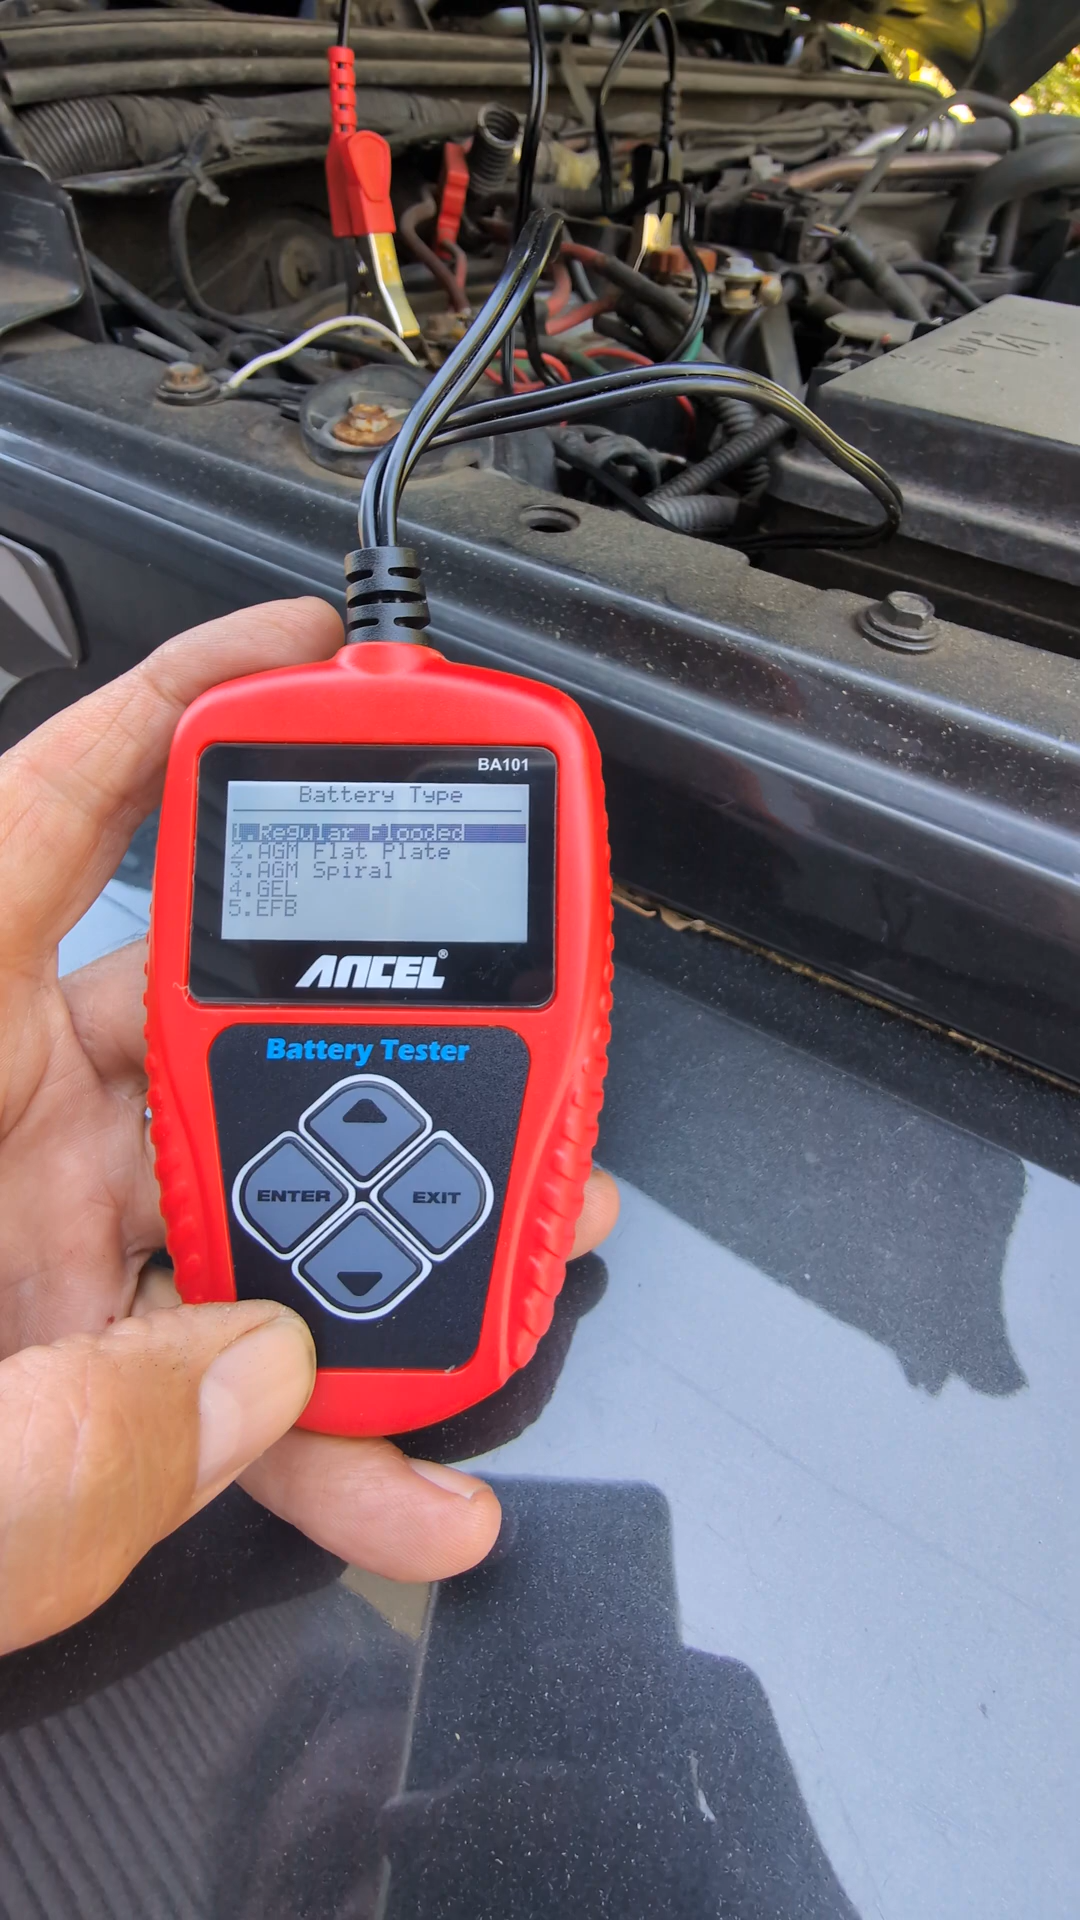 BA101
Battery Type
1.Regular Flooded
2.AGM Flat Plate
3.AGM Spiral
4.GEL
5.EFB
ANCEL®
Battery Tester
ENTER
EXIT